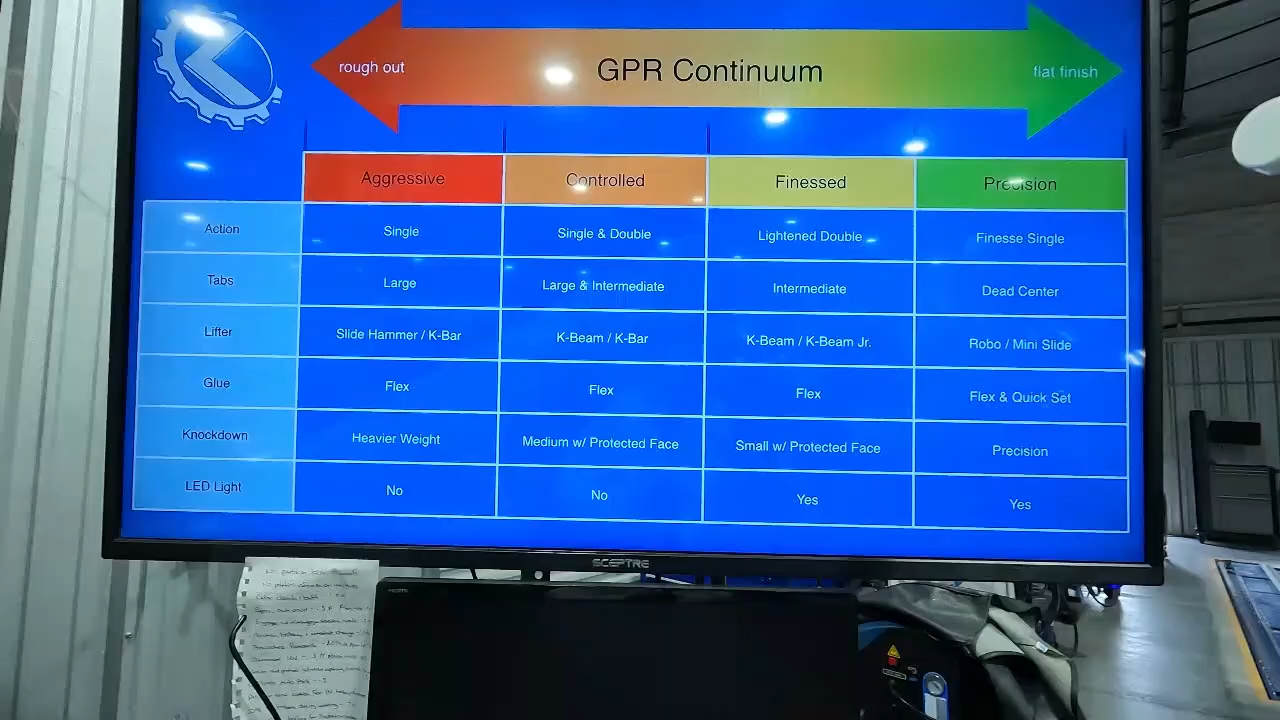 rough out
GPR Continuum
flat finish
Aggressive
Controlled
Finessed
Precision
Action
Single
Single & Double
Lightened Double
Finesse Single
Tabs
Large
Large & Intermediate
Intermediate
Dead Center
Lifter
Slide Hammer / K-Bar
K-Beam / K-Bar
K-Beam / K-Beam Jr.
Robo / Mini Slide
Glue
Flex
Flex
Flex
Flex & Quick Set
Knockdown
Heavier Weight
Medium w/ Protected Face
Small w/ Protected Face
Precision
LED Light
No
No
Yes
Yes
SCEPTRE